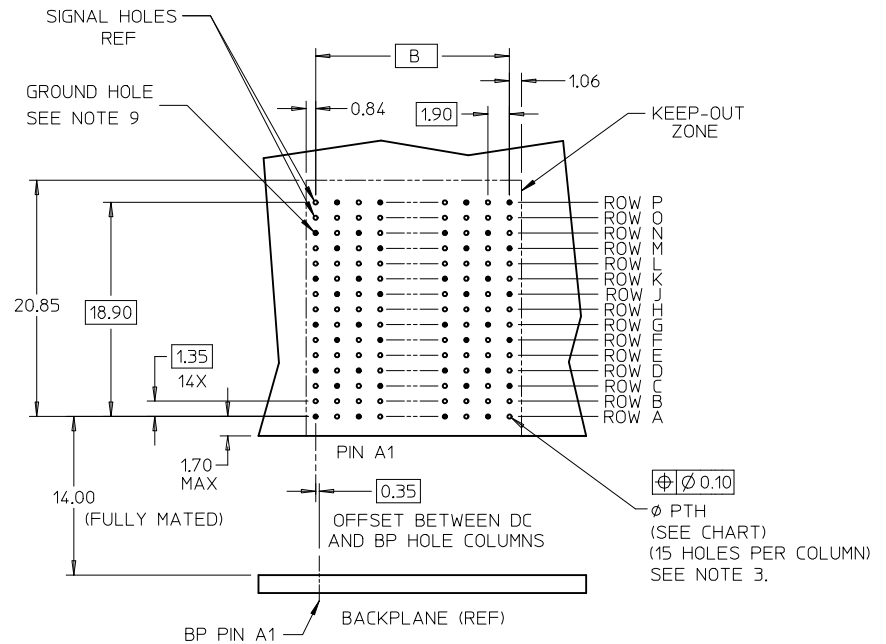 SIGNAL HOLES
REF
B
1.06
GROUND HOLE
SEE NOTE 9
0.84
1.90
KEEP-OUT
ZONE
ROW P
ROW O
ROW N
ROW M
ROW L
ROW K
ROW J
ROW H
ROW G
ROW F
ROW E
ROW D
ROW C
ROW B
ROW A
20.85
18.90
1.35
14X
PIN A1
1.70
MAX
14.00
(FULLY MATED)
0.35
OFFSET BETWEEN DC
AND BP HOLE COLUMNS
⌖ Ø 0.10
Ø PTH
(SEE CHART)
(15 HOLES PER COLUMN)
SEE NOTE 3.
BACKPLANE (REF)
BP PIN A1